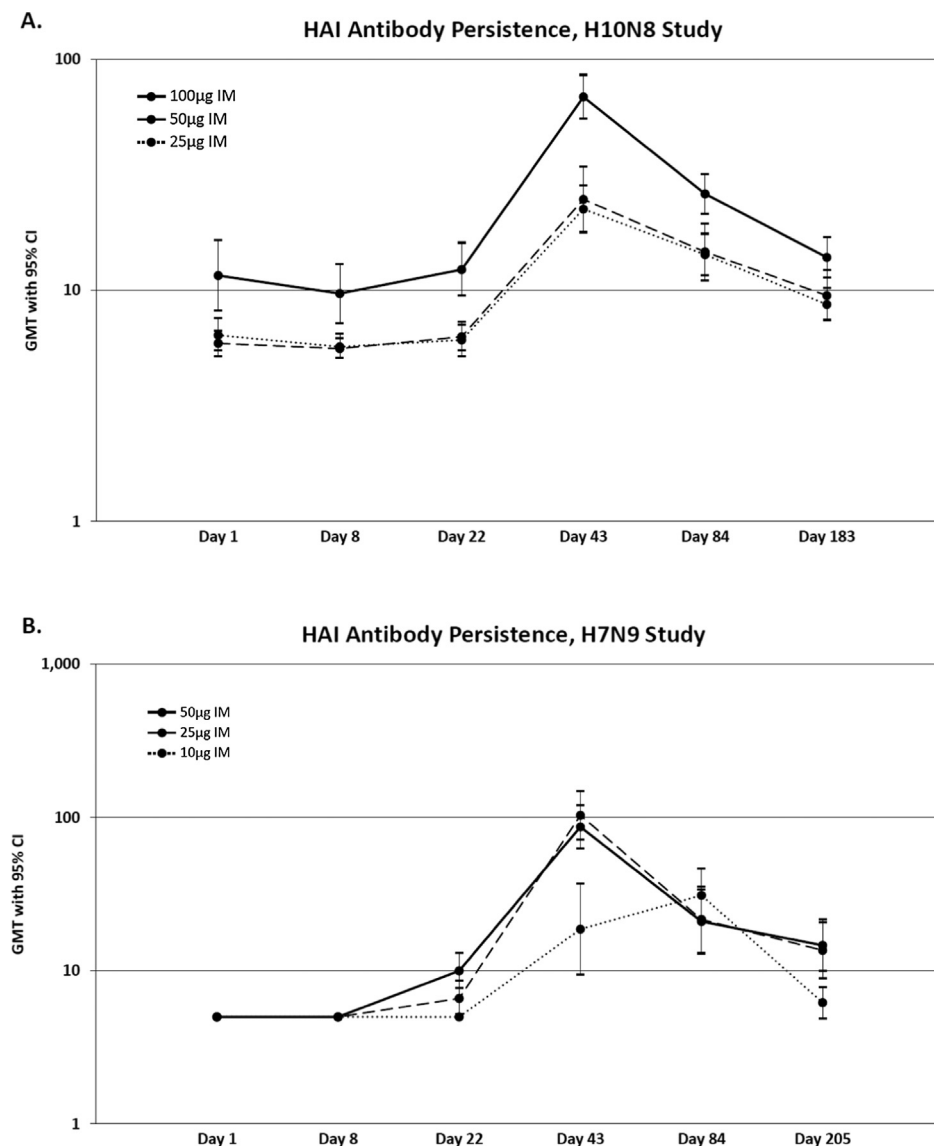 A.
HAI Antibody Persistence, H10N8 Study
100
100µg IM
50µg IM
25µg IM
GMT with 95% CI
10
1
Day 1 Day 8 Day 22 Day 43 Day 84 Day 183
B.
HAI Antibody Persistence, H7N9 Study
1,000
50µg IM
25µg IM
10µg IM
GMT with 95% CI
100
10
1
Day 1 Day 8 Day 22 Day 43 Day 84 Day 205